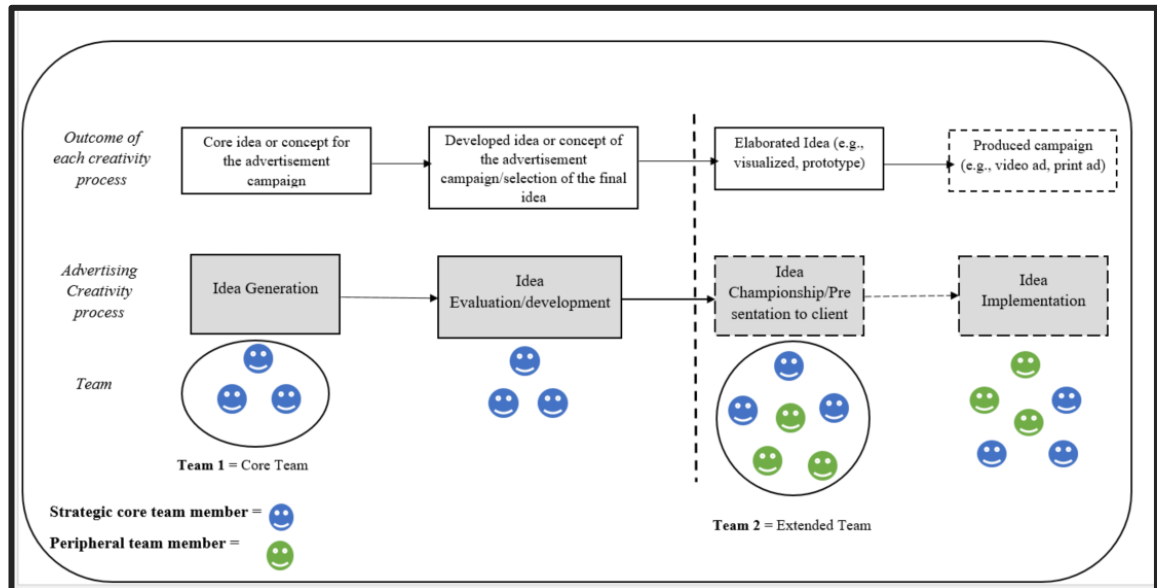 Outcome of
each creativity
process
Core idea or concept for
the advertisement
campaign
Developed idea or concept of
the advertisement
campaign/selection of the final
idea
Elaborated Idea (e.g.,
visualized, prototype)
Produced campaign
(e.g., video ad, print ad)
Advertising
Creativity
process
Idea Generation
Idea
Evaluation/development
Idea
Championship/Pre
sentation to client
Idea
Implementation
Team
Team 1 = Core Team
Team 2 = Extended Team
Strategic core team member =
Peripheral team member =